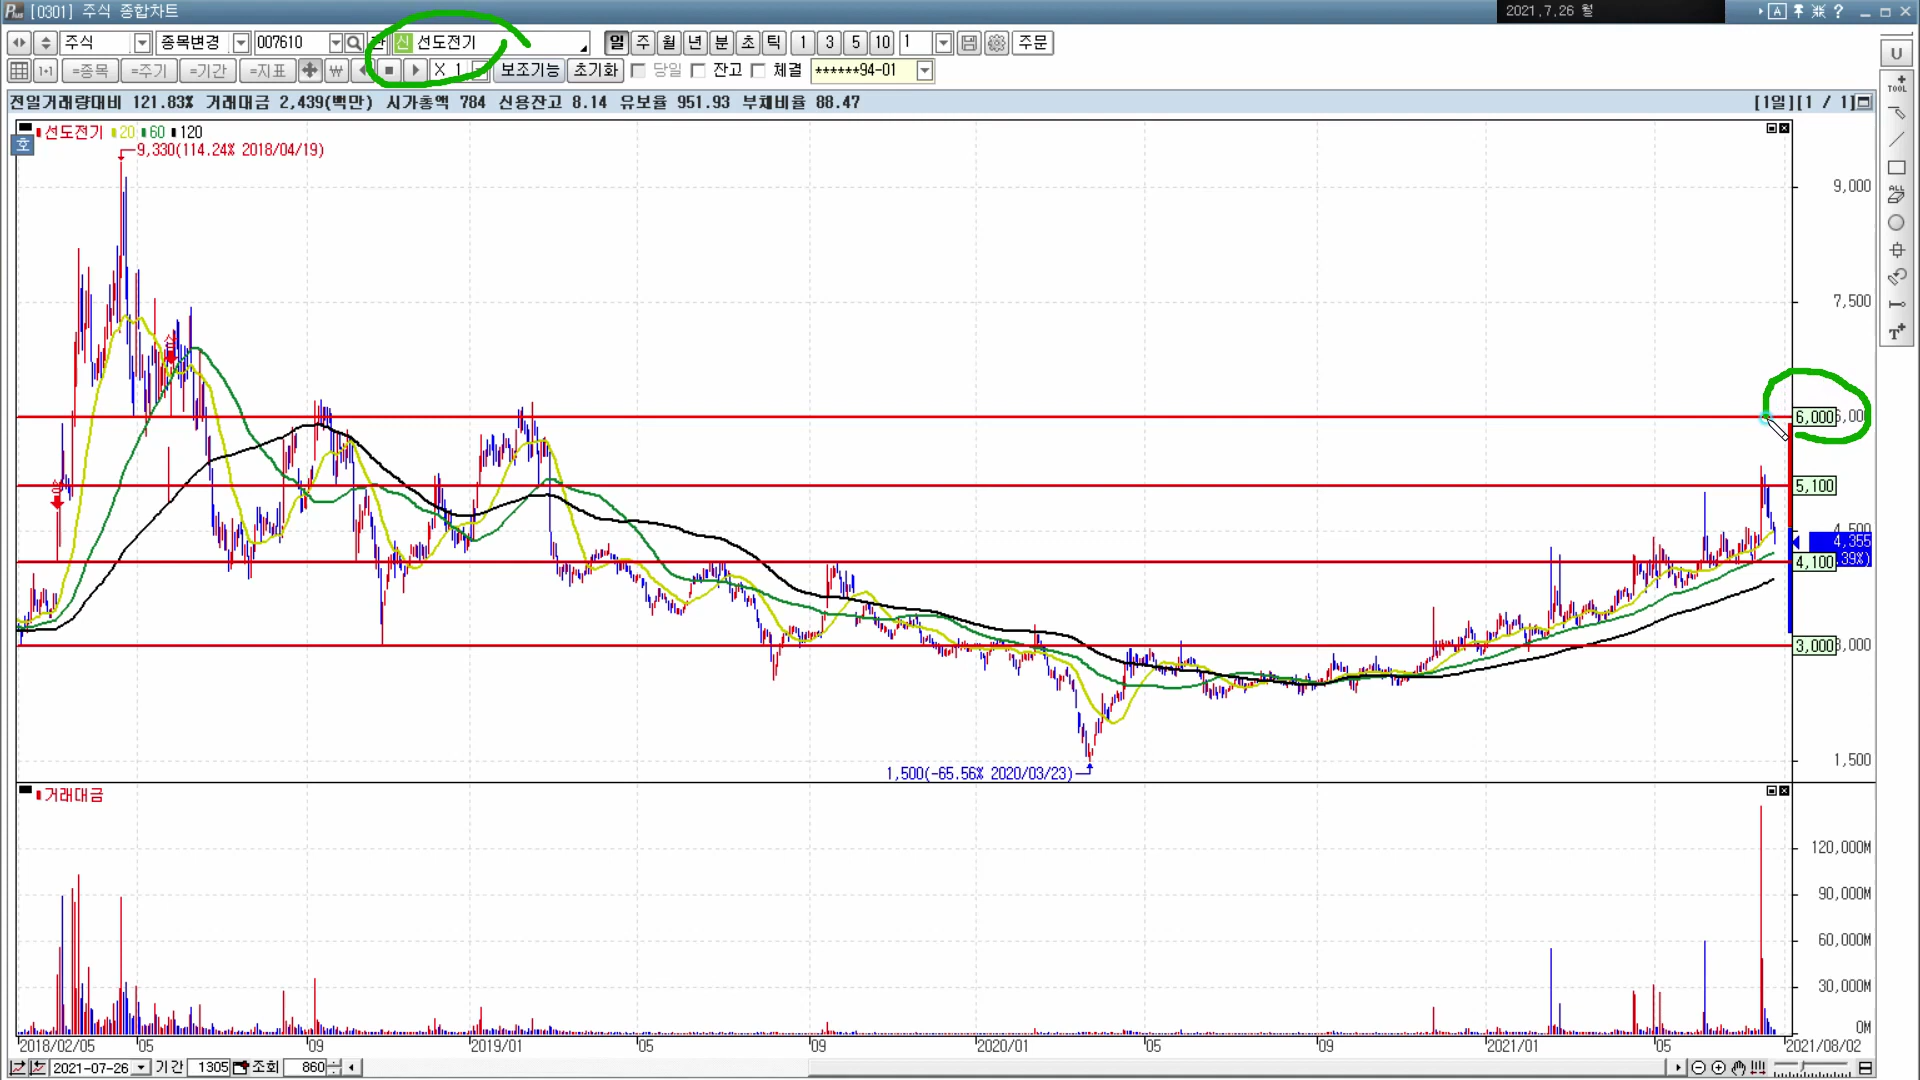 [0301] 주식 종합차트
2021.7.26 월
주식 종목변경 007610 신 선도전기 일 주 월 년 분 초 틱 1 3 5 10 1 주문
=종목 =주기 =기간 =지표 X 1 보조기능 초기화 당일 잔고 체결 ******94-01
전일거래량대비 121.83% 거래대금 2,439(백만) 시가총액 784 신용잔고 8.14 유보율 951.93 부채비율 88.47
[1일][1 / 1]
U
TOOL
ALL
T+
호
선도전기 20 60 120
9,330(114.24% 2018/04/19)
9,000
7,500
6,000
5,100
4,500
4,355
4,100
3,000
3,000
1,500
1,500(-65.56% 2020/03/23)
거래대금
120,000M
90,000M
60,000M
30,000M
0M
2018/02/05 05 09 2019/01 05 09 2020/01 05 09 2021/01 05 2021/08/02
2021-07-26 기간 1305 조회 860